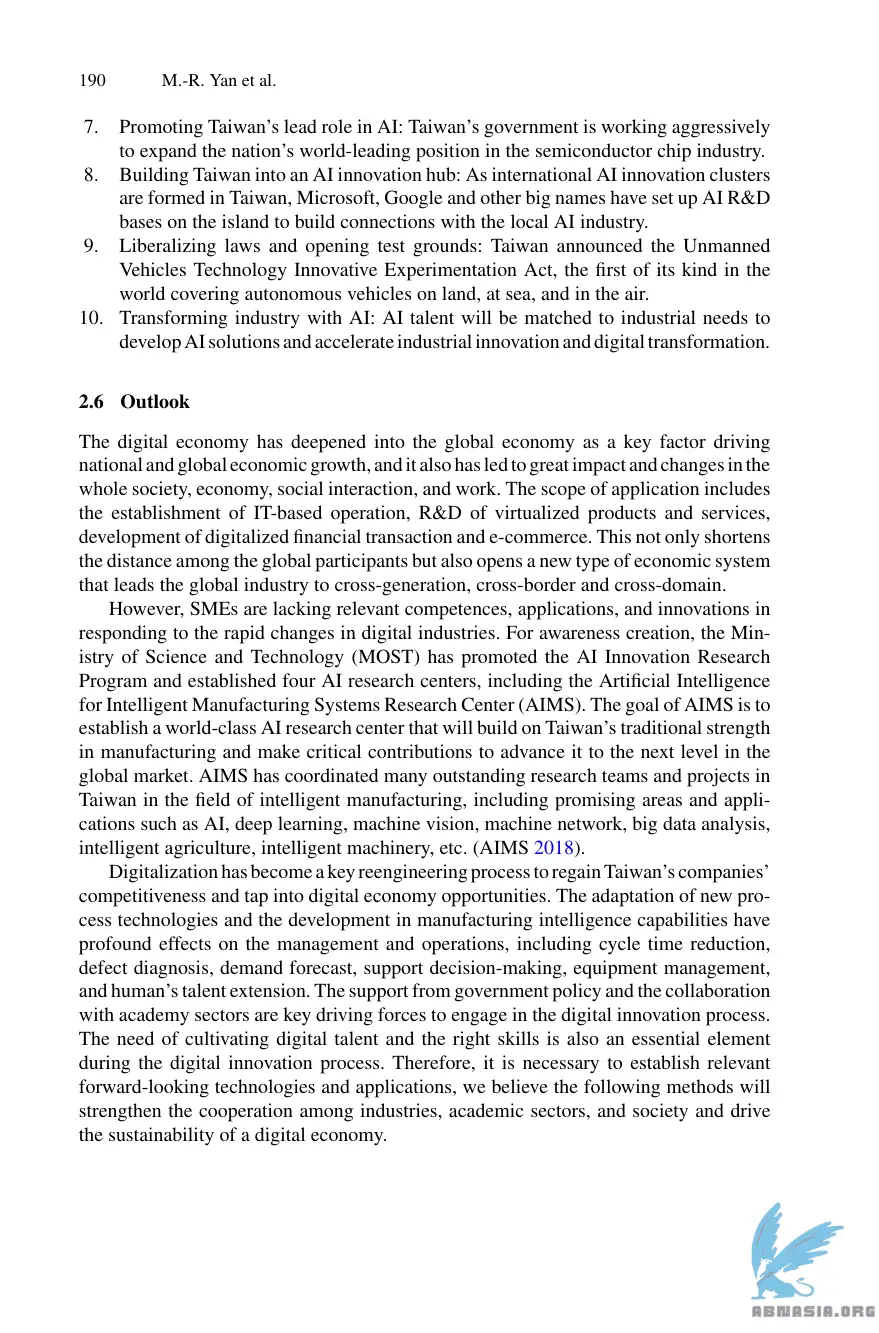 190 M.-R. Yan et al.
7. Promoting Taiwan's lead role in AI: Taiwan's government is working aggressively
to expand the nation's world-leading position in the semiconductor chip industry.
8. Building Taiwan into an AI innovation hub: As international AI innovation clusters
are formed in Taiwan, Microsoft, Google and other big names have set up AI R&D
bases on the island to build connections with the local AI industry.
9. Liberalizing laws and opening test grounds: Taiwan announced the Unmanned
Vehicles Technology Innovative Experimentation Act, the first of its kind in the
world covering autonomous vehicles on land, at sea, and in the air.
10. Transforming industry with AI: AI talent will be matched to industrial needs to
develop AI solutions and accelerate industrial innovation and digital transformation.
2.6 Outlook
The digital economy has deepened into the global economy as a key factor driving
national and global economic growth, and it also has led to great impact and changes in the
whole society, economy, social interaction, and work. The scope of application includes
the establishment of IT-based operation, R&D of virtualized products and services,
development of digitalized financial transaction and e-commerce. This not only shortens
the distance among the global participants but also opens a new type of economic system
that leads the global industry to cross-generation, cross-border and cross-domain.
However, SMEs are lacking relevant competences, applications, and innovations in
responding to the rapid changes in digital industries. For awareness creation, the Min-
istry of Science and Technology (MOST) has promoted the AI Innovation Research
Program and established four AI research centers, including the Artificial Intelligence
for Intelligent Manufacturing Systems Research Center (AIMS). The goal of AIMS is to
establish a world-class AI research center that will build on Taiwan's traditional strength
in manufacturing and make critical contributions to advance it to the next level in the
global market. AIMS has coordinated many outstanding research teams and projects in
Taiwan in the field of intelligent manufacturing, including promising areas and appli-
cations such as AI, deep learning, machine vision, machine network, big data analysis,
intelligent agriculture, intelligent machinery, etc. (AIMS 2018).
Digitalization has become a key reengineering process to regain Taiwan's companies'
competitiveness and tap into digital economy opportunities. The adaptation of new pro-
cess technologies and the development in manufacturing intelligence capabilities have
profound effects on the management and operations, including cycle time reduction,
defect diagnosis, demand forecast, support decision-making, equipment management,
and human's talent extension. The support from government policy and the collaboration
with academy sectors are key driving forces to engage in the digital innovation process.
The need of cultivating digital talent and the right skills is also an essential element
during the digital innovation process. Therefore, it is necessary to establish relevant
forward-looking technologies and applications, we believe the following methods will
strengthen the cooperation among industries, academic sectors, and society and drive
the sustainability of a digital economy.
ABNASIA.ORG